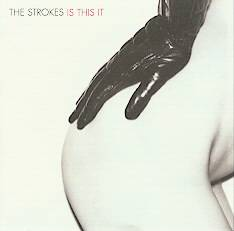 THE STROKES IS THIS IT